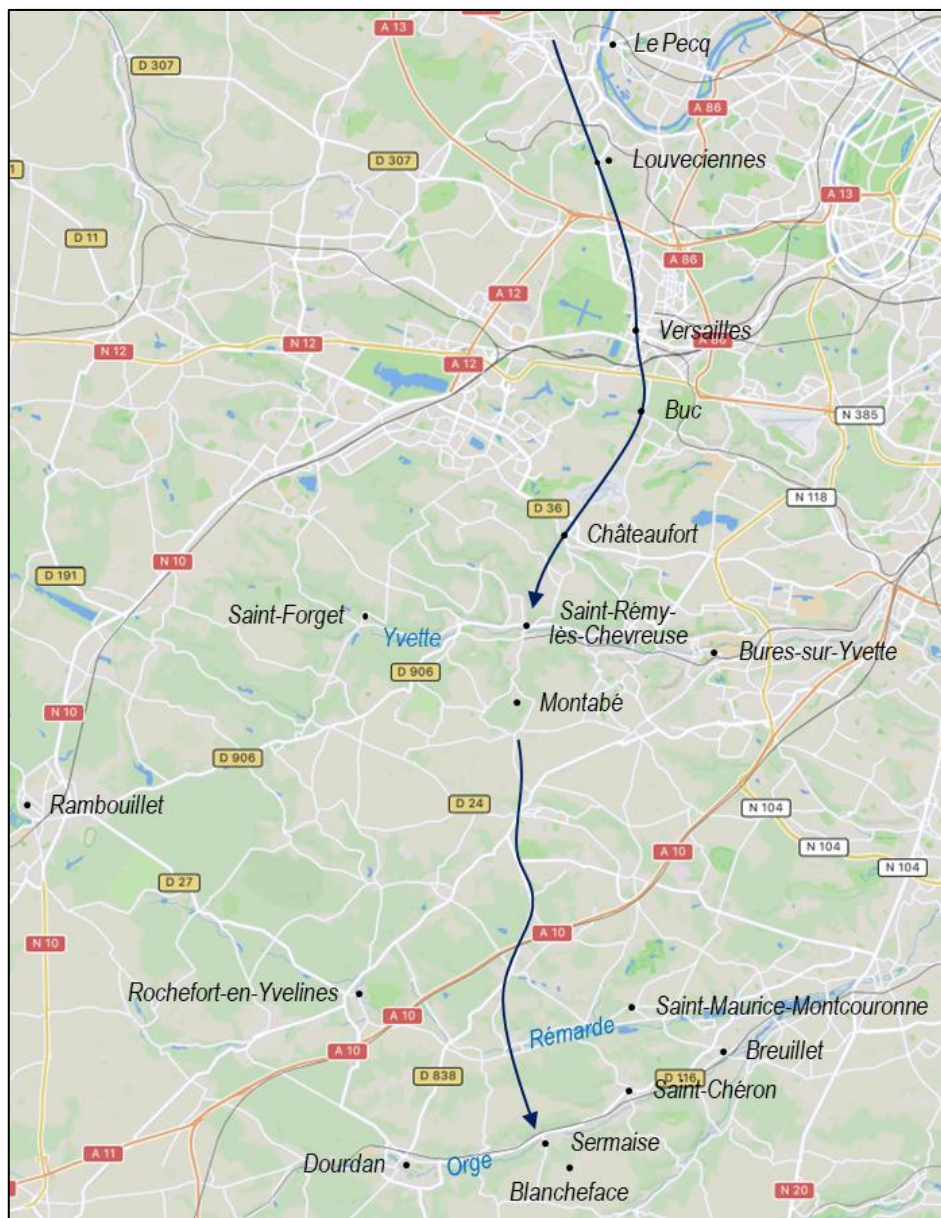 A 13
Le Pecq
D 307
A 86
D 307
Louveciennes
A 13
D 11
A 86
A 12
Versailles
N 12
N 12
A 12
Buc
N 385
N 118
D 36
Châteaufort
N 10
D 191
Saint-Forget
Saint-Rémy-
lès-Chevreuse
Yvette
Bures-sur-Yvette
D 906
Montabé
N 10
D 906
Rambouillet
D 24
N 104
N 104
N 104
A 10
D 27
A 10
N 10
Rochefort-en-Yvelines
A 10
Saint-Maurice-Montcouronne
Rémarde
A 10
Breuillet
D 838
D 116
Saint-Chéron
Sermaise
A 11
Dourdan
Orge
Blancheface
N 20